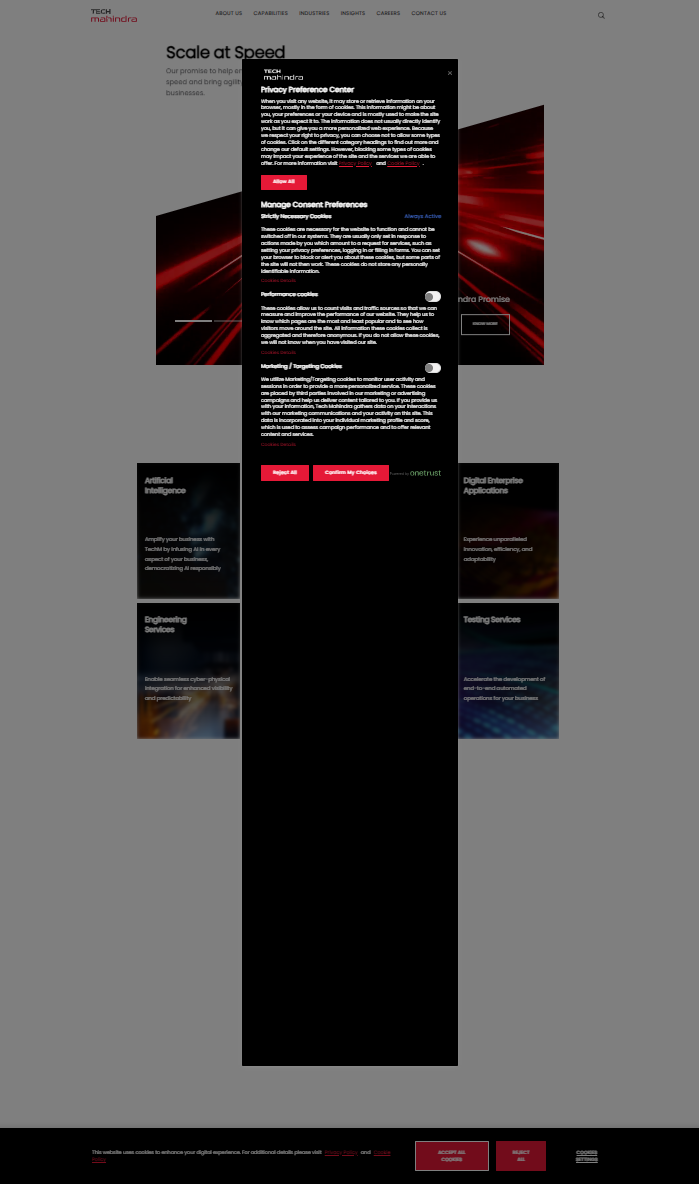 TECH
mahindra
ABOUT US CAPABILITIES INDUSTRIES INSIGHTS CAREERS CONTACT US
Scale at Speed
Our promise to help en
speed and bring agility
businesses.
TECH
mahindra
Privacy Preference Center
When you visit any website, it may store or retrieve information on your
browser, mostly in the form of cookies. This information might be about
you, your preferences or your device and is mostly used to make the site
work as you expect it to. The information does not usually directly identify
you, but it can give you a more personalized web experience. Because
we respect your right to privacy, you can choose not to allow some types
of cookies. Click on the different category headings to find out more and
change our default settings. However, blocking some types of cookies
may impact your experience of the site and the services we are able to
offer. For more information visit Privacy Policy and Cookie Policy .
Allow All
Manage Consent Preferences
Strictly Necessary Cookies Always Active
These cookies are necessary for the website to function and cannot be
switched off in our systems. They are usually only set in response to
actions made by you which amount to a request for services, such as
setting your privacy preferences, logging in or filling in forms. You can set
your browser to block or alert you about these cookies, but some parts of
the site will not then work. These cookies do not store any personally
identifiable information.
Cookies Details
Performance cookies
These cookies allow us to count visits and traffic sources so that we can
measure and improve the performance of our website. They help us to
know which pages are the most and least popular and to see how
visitors move around the site. All information these cookies collect is
aggregated and therefore anonymous. If you do not allow these cookies,
we will not know when you have visited our site.
Cookies Details
Marketing / Targeting Cookies
We utilize Marketing/Targeting cookies to monitor user activity and
sessions in order to provide a more personalized service. These cookies
are placed by third parties involved in our marketing or advertising
campaigns and help us deliver content tailored to you. If you provide us
with your information, Tech Mahindra gathers data on your interactions
with our marketing communications and your activity on this site. This
data is incorporated into your individual marketing profile and score,
which is used to assess campaign performance and to offer relevant
content and services.
Cookies Details
Reject All Confirm My Choices Powered by onetrust
ndra Promise
KNOW MORE
Artificial
Intelligence
Amplify your business with
TechM by infusing AI in every
aspect of your business,
democratizing AI responsibly
Digital Enterprise
Applications
Experience unparalleled
innovation, efficiency, and
adaptability
Engineering
Services
Enable seamless cyber-physical
integration for enhanced visibility
and predictability
Testing Services
Accelerate the development of
end-to-end automated
operations for your business
This website uses cookies to enhance your digital experience. For additional details please visit Privacy Policy and Cookie
Policy
ACCEPT ALL
COOKIES
REJECT
ALL
COOKIES
SETTINGS